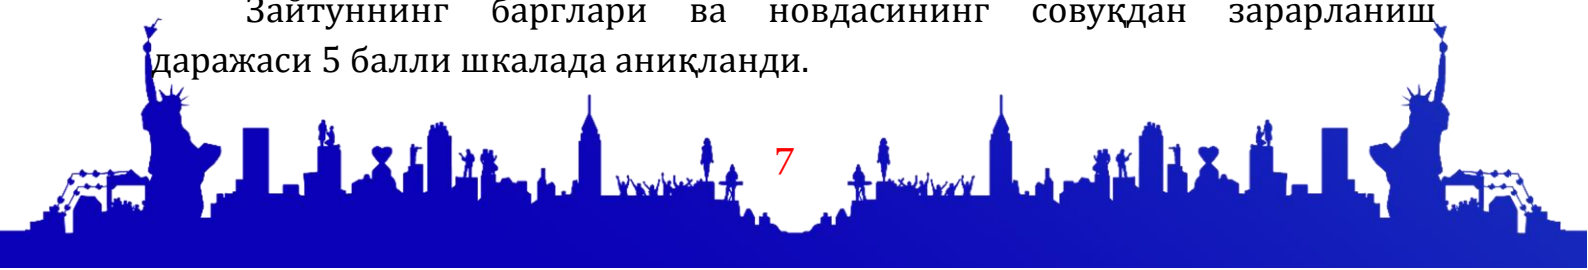 Зайтуннинг барглари ва новдасининг совуқдан зарарланиш
даражаси 5 балли шкалада аниқланди.
7